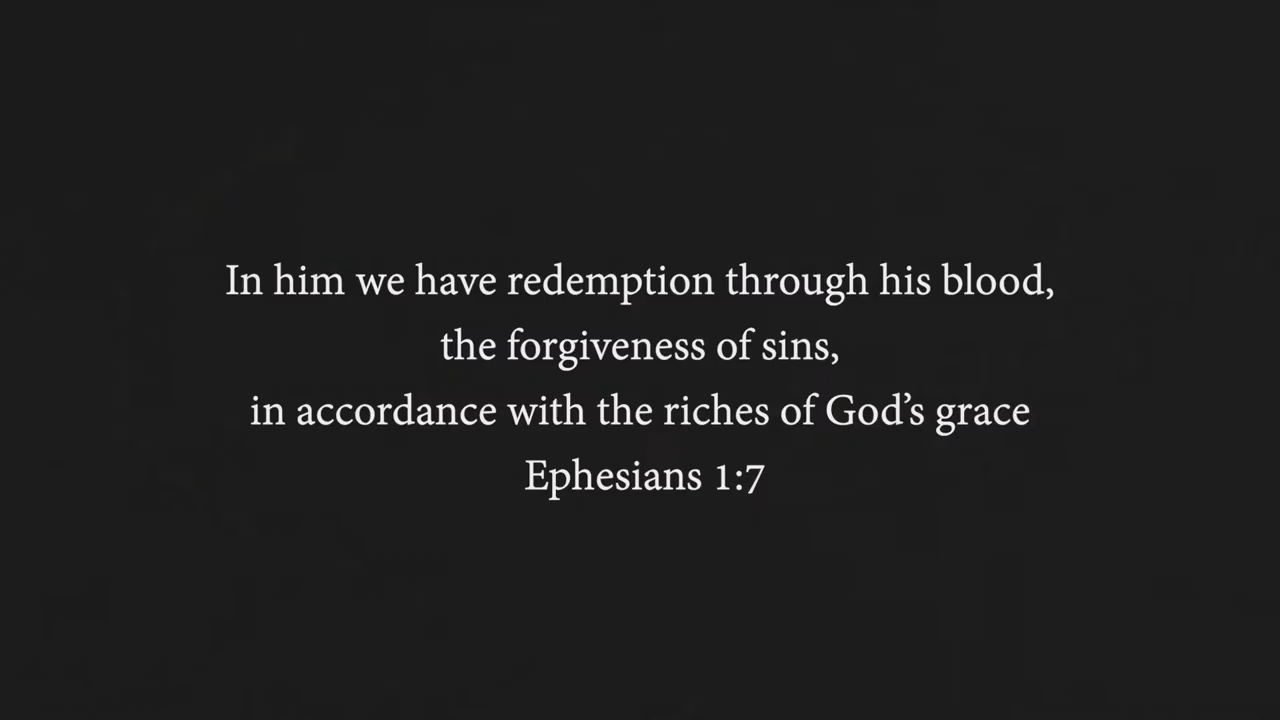 In him we have redemption through his blood,
the forgiveness of sins,
in accordance with the riches of God’s grace
Ephesians 1:7